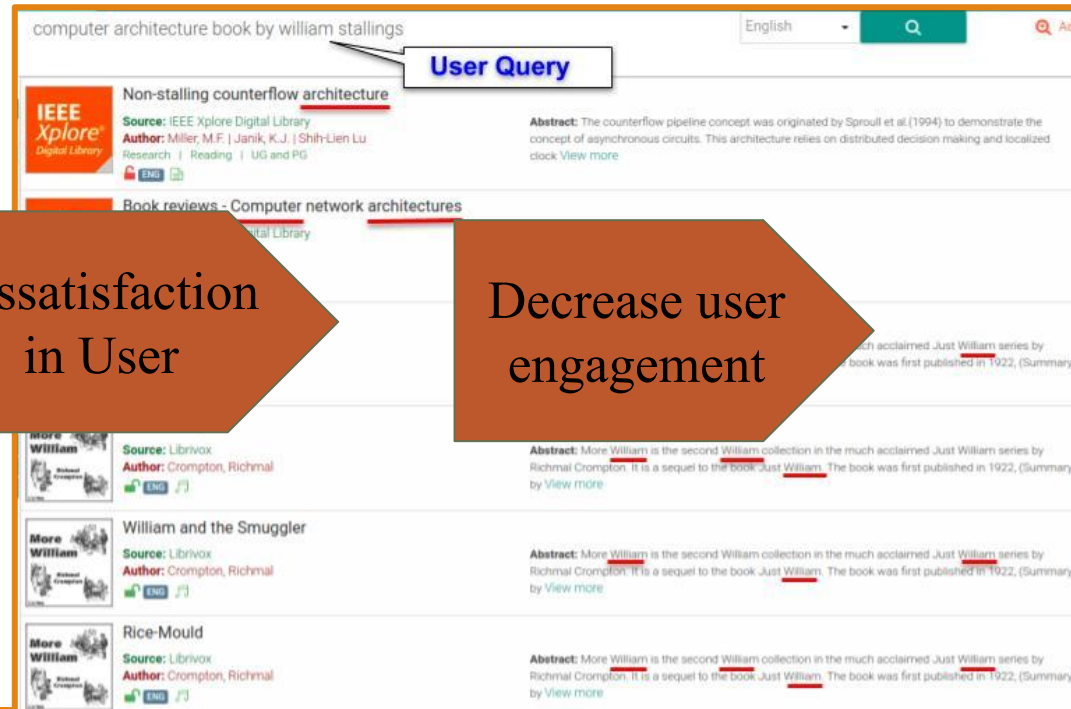 computer architecture book by william stallings
English
User Query
IEEE
Xplore®
Digital Library
Non-stalling counterflow architecture
Source: IEEE Xplore Digital Library
Author: Miller, M.F. | Janik, K.J. | Shih-Lien Lu
Research | Reading | UG and PG
ENG
Abstract: The counterflow pipeline concept was originated by Sproull et al.(1994) to demonstrate the
concept of asynchronous circuits. This architecture relies on distributed decision making and localized
clock View more
Book reviews - Computer network architectures
ital Library
ssatisfaction
in User
Decrease user
engagement
ch acclaimed Just William series by
book was first published in 1922, (Summary
More
William
Source: Librivox
Author: Crompton, Richmal
ENG
Abstract: More William is the second William collection in the much acclaimed Just William series by
Richmal Crompton. It is a sequel to the book Just William. The book was first published in 1922, (Summary
by View more
More
William
William and the Smuggler
Source: Librivox
Author: Crompton, Richmal
ENG
Abstract: More William is the second William collection in the much acclaimed Just William series by
Richmal Crompton. It is a sequel to the book Just William. The book was first published in 1922, (Summary
by View more
More
William
Rice-Mould
Source: Librivox
Author: Crompton, Richmal
ENG
Abstract: More William is the second William collection in the much acclaimed Just William series by
Richmal Crompton. It is a sequel to the book Just William. The book was first published in 1922, (Summary
by View more